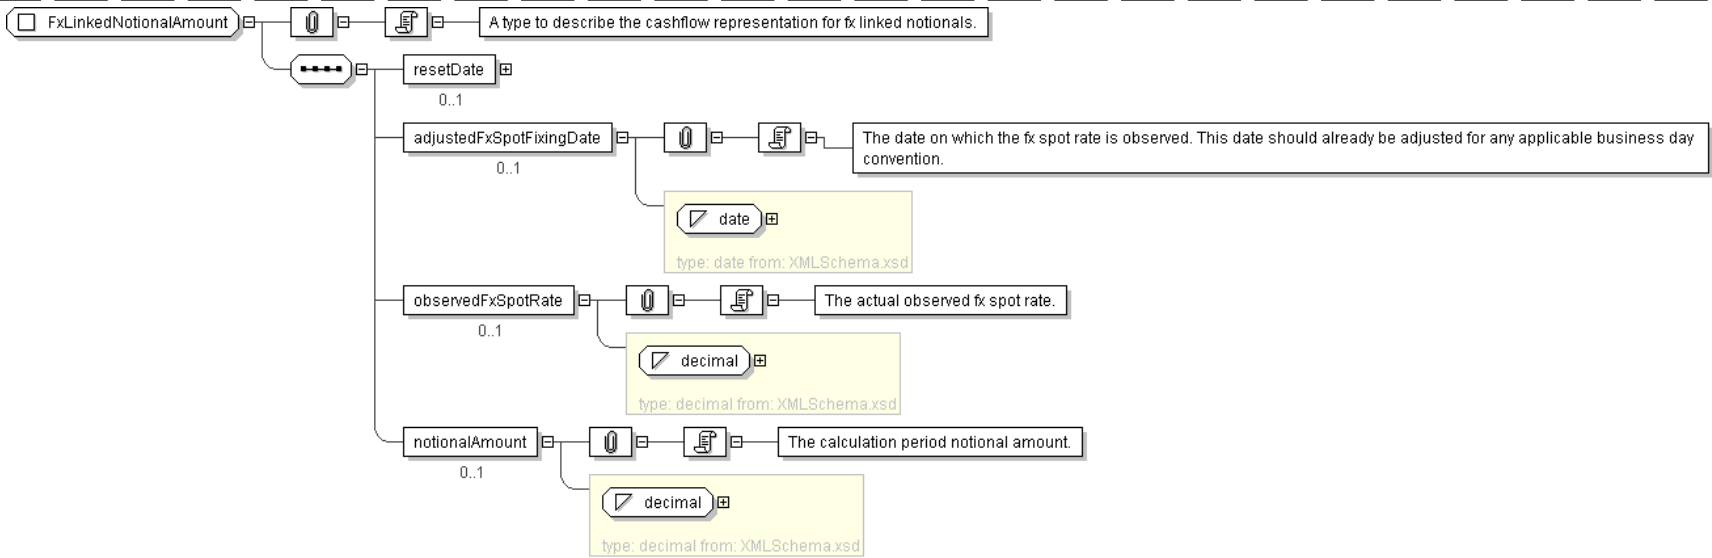 FxLinkedNotionalAmount
A type to describe the cashflow representation for fx linked notionals.
resetDate
0..1
adjustedFxSpotFixingDate
0..1
The date on which the fx spot rate is observed. This date should already be adjusted for any applicable business day
convention.
date
type: date from: XMLSchema.xsd
observedFxSpotRate
0..1
The actual observed fx spot rate.
decimal
type: decimal from: XMLSchema.xsd
notionalAmount
0..1
The calculation period notional amount.
decimal
type: decimal from: XMLSchema.xsd